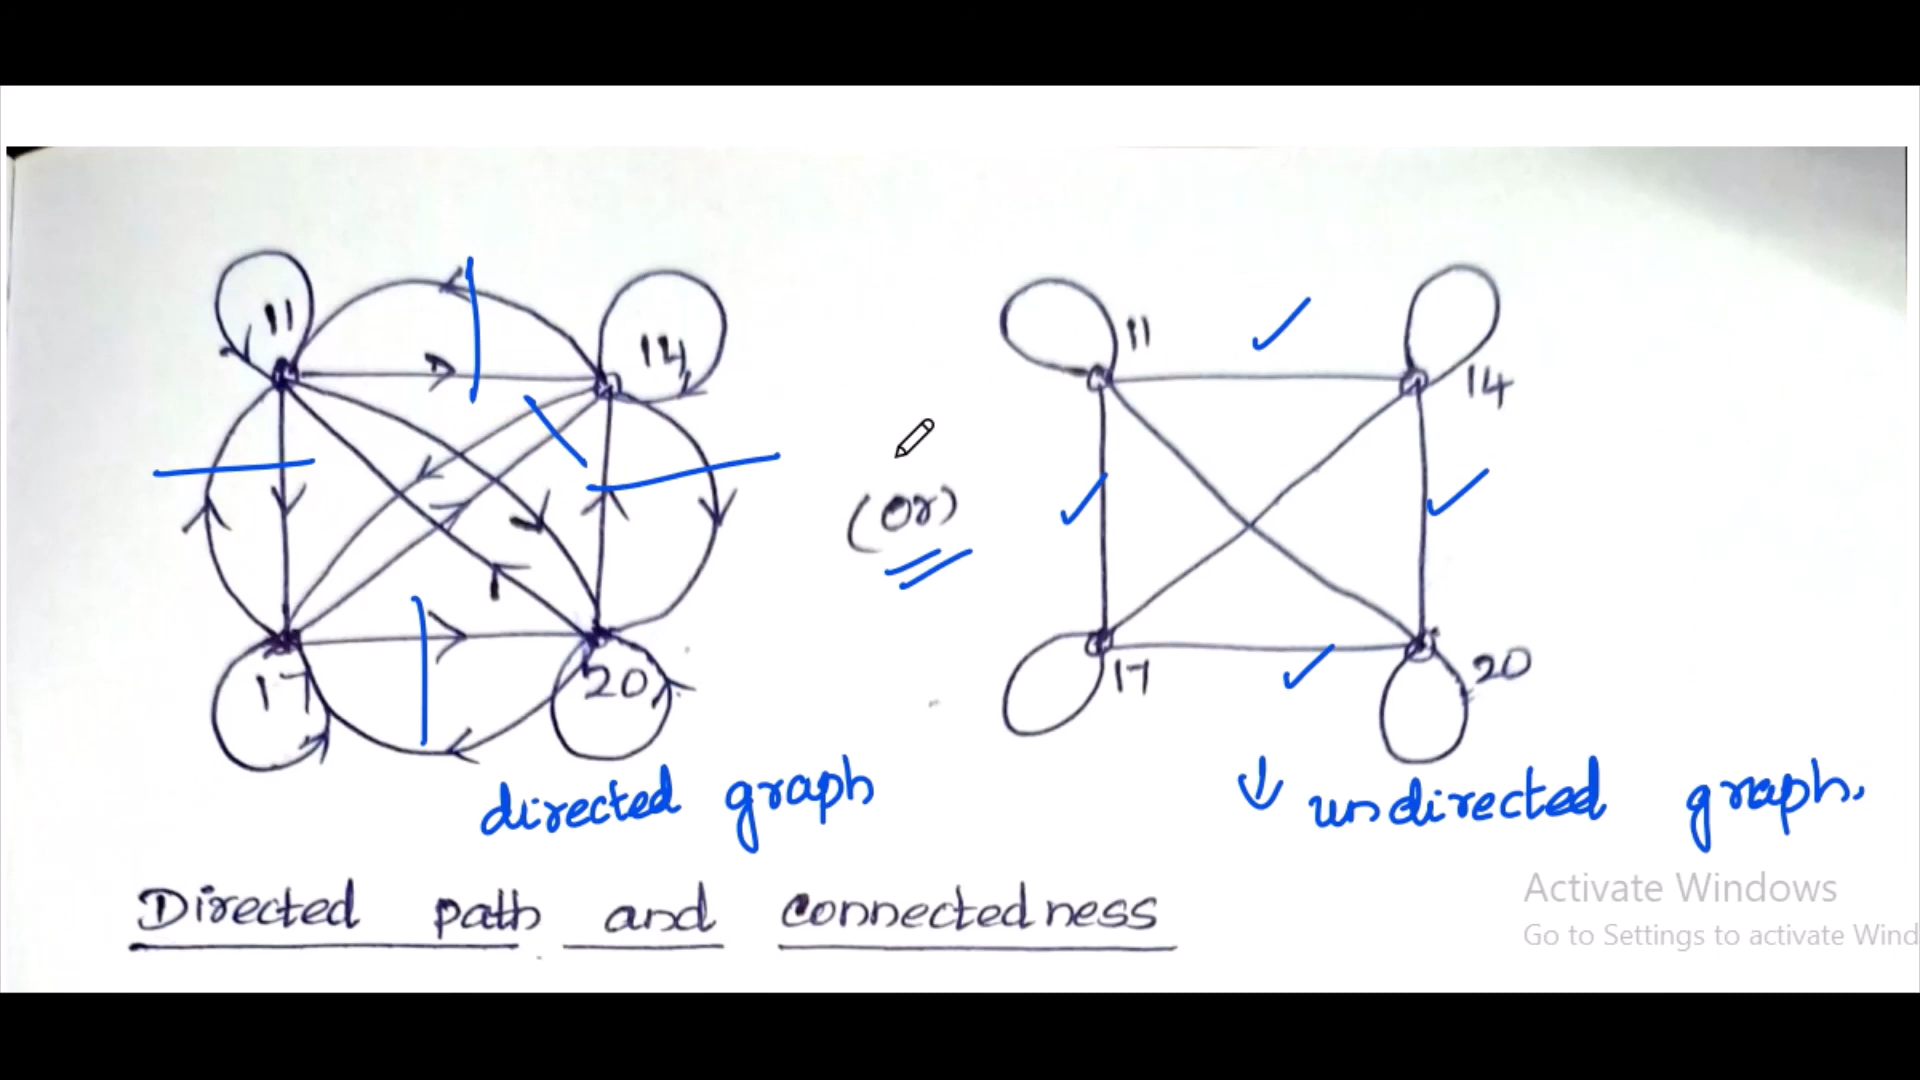 11 14 11
14
(Or)
17 20 17 20
directed graph undirected graph.
Directed path and connectedness
Activate Windows
Go to Settings to activate Wind